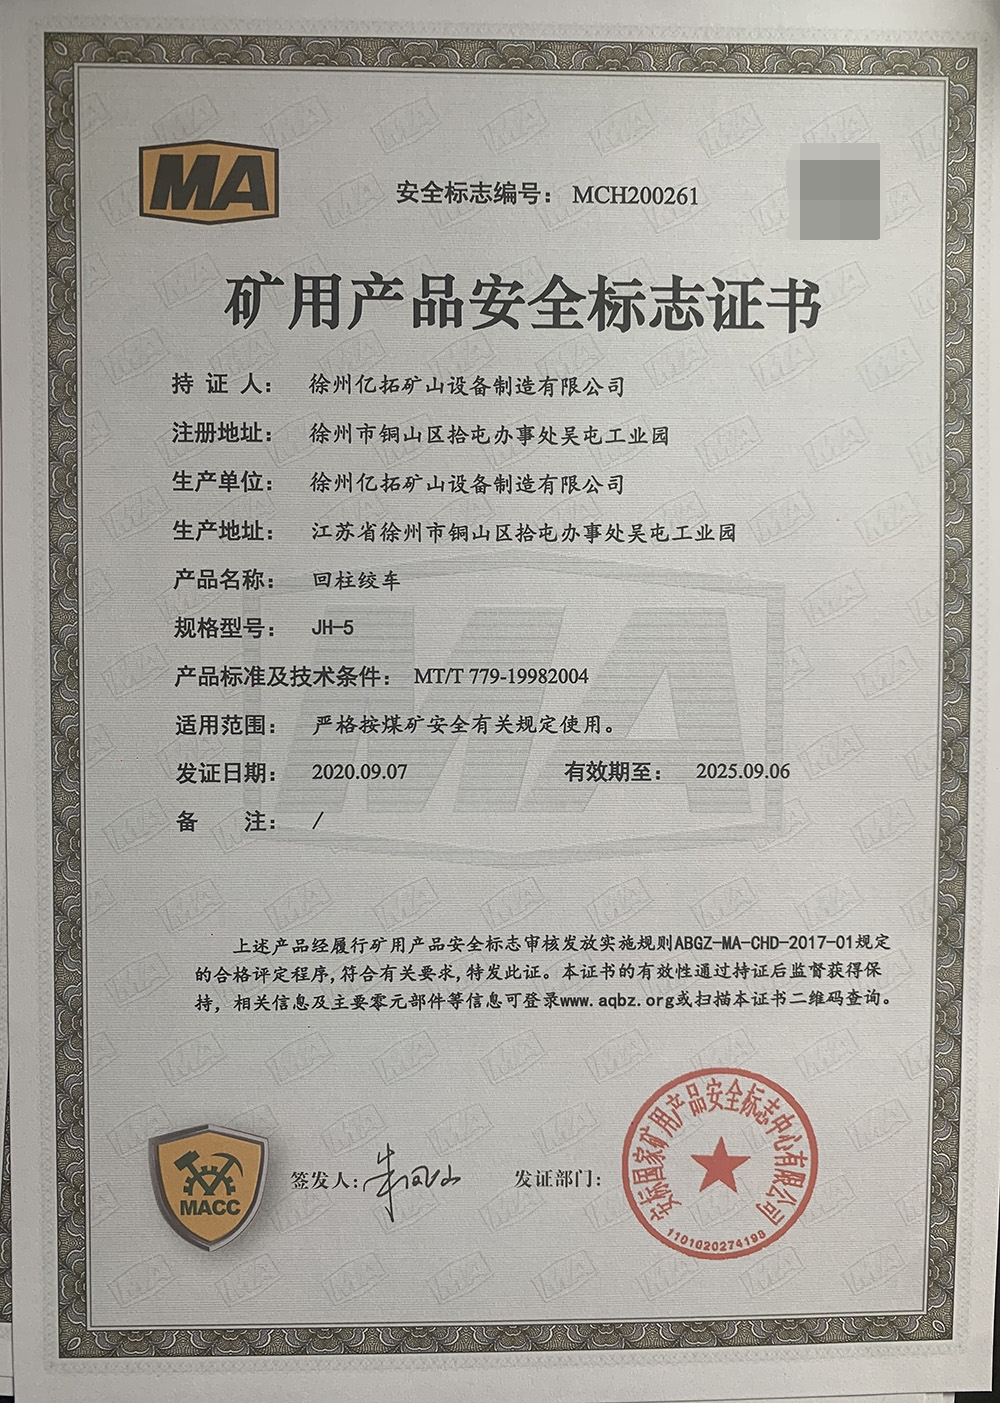 MA
安全标志编号： MCH200261
矿用产品安全标志证书
持 证 人： 徐州亿拓矿山设备制造有限公司
注册地址： 徐州市铜山区拾屯办事处吴屯工业园
生产单位： 徐州亿拓矿山设备制造有限公司
生产地址： 江苏省徐州市铜山区拾屯办事处吴屯工业园
产品名称： 回柱绞车
规格型号： JH-5
产品标准及技术条件： MT/T 779-19982004
适用范围： 严格按煤矿安全有关规定使用。
发证日期： 2020.09.07 有效期至： 2025.09.06
备 注： /
上述产品经履行矿用产品安全标志审核发放实施规则ABGZ-MA-CHD-2017-01规定
的合格评定程序,符合有关要求,特发此证。本证书的有效性通过持证后监督获得保
持，相关信息及主要零元部件等信息可登录www.aqbz.org或扫描本证书二维码查询。
MACC
签发人:
发证部门:
安标国家矿用产品安全标志中心有限公司
1101020274198